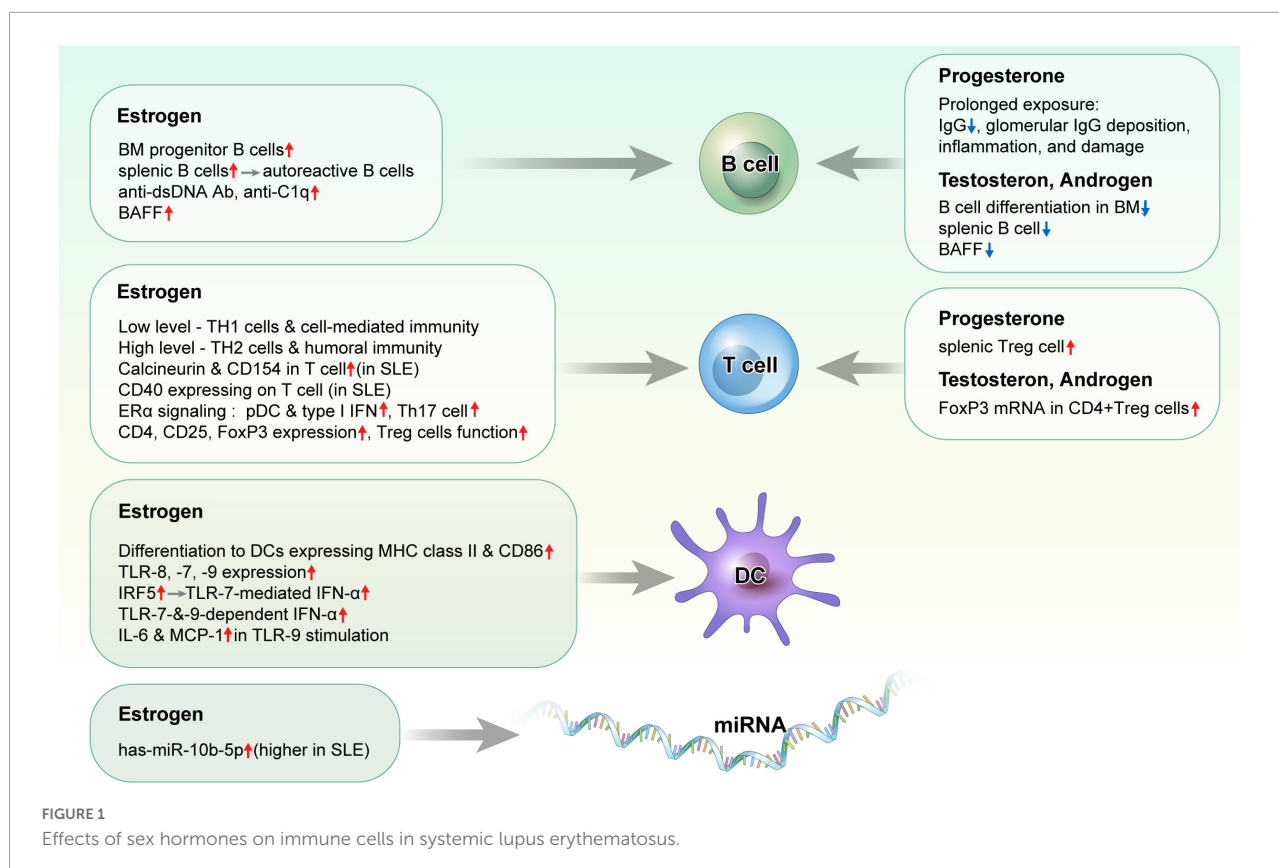 Estrogen
BM progenitor B cells↑
splenic B cells↑→autoreactive B cells
anti-dsDNA Ab, anti-C1q↑
BAFF↑
B cell
Progesterone
Prolonged exposure:
IgG↓, glomerular IgG deposition,
inflammation, and damage
Testosteron, Androgen
B cell differentiation in BM↓
splenic B cell↓
BAFF↓
Estrogen
Low level - TH1 cells & cell-mediated immunity
High level - TH2 cells & humoral immunity
Calcineurin & CD154 in T cell↑(in SLE)
CD40 expressing on T cell (in SLE)
ERα signaling : pDC & type I IFN↑, Th17 cell↑
CD4, CD25, FoxP3 expression↑, Treg cells function↑
T cell
Progesterone
splenic Treg cell↑
Testosteron, Androgen
FoxP3 mRNA in CD4+Treg cells↑
Estrogen
Differentiation to DCs expressing MHC class II & CD86↑
TLR-8, -7, -9 expression↑
IRF5↑→TLR-7-mediated IFN-α↑
TLR-7-&-9-dependent IFN-α↑
IL-6 & MCP-1↑in TLR-9 stimulation
DC
Estrogen
has-miR-10b-5p↑(higher in SLE)
miRNA
FIGURE 1
Effects of sex hormones on immune cells in systemic lupus erythematosus.